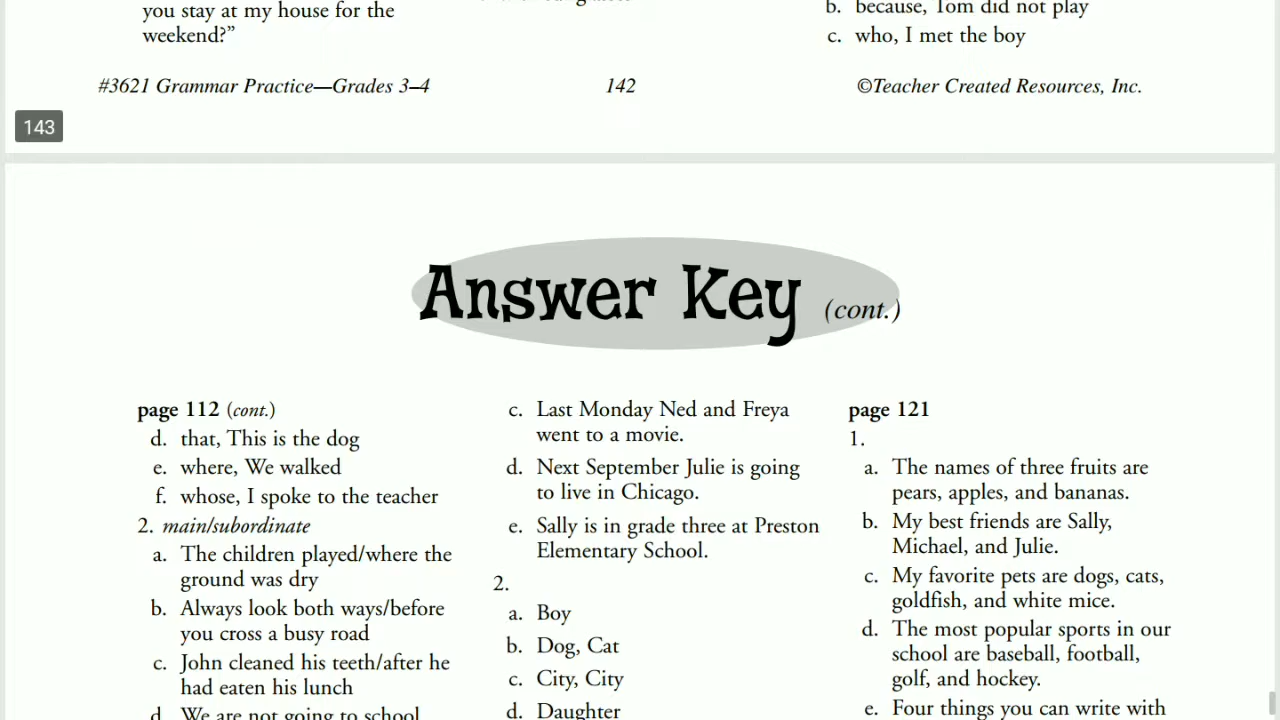 you stay at my house for the
weekend?”
b. because, Tom did not play
c. who, I met the boy
#3621 Grammar Practice—Grades 3–4 142 ©Teacher Created Resources, Inc.
143
Answer Key (cont.)
page 112 (cont.)
d. that, This is the dog
e. where, We walked
f. whose, I spoke to the teacher
2. main/subordinate
a. The children played/where the
ground was dry
b. Always look both ways/before
you cross a busy road
c. John cleaned his teeth/after he
had eaten his lunch
d. We are not going to school
c. Last Monday Ned and Freya
went to a movie.
d. Next September Julie is going
to live in Chicago.
e. Sally is in grade three at Preston
Elementary School.
2.
a. Boy
b. Dog, Cat
c. City, City
d. Daughter
page 121
1.
a. The names of three fruits are
pears, apples, and bananas.
b. My best friends are Sally,
Michael, and Julie.
c. My favorite pets are dogs, cats,
goldfish, and white mice.
d. The most popular sports in our
school are baseball, football,
golf, and hockey.
e. Four things you can write with